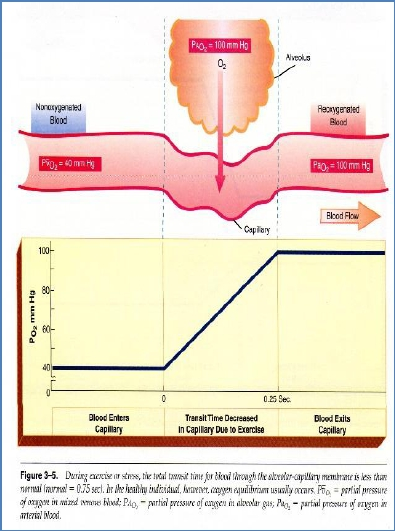 PAO₂ = 100 mm Hg
O₂
Alveolus
Nonoxygenated
Blood
Reoxygenated
Blood
Pv̄O₂ = 40 mm Hg
PaO₂ = 100 mm Hg
Blood Flow
Capillary
PO₂ mm Hg
100
80
60
40
0
0
0.25 Sec.
Blood Enters
Capillary
Transit Time Decreased
in Capillary Due to Exercise
Blood Exits
Capillary
Figure 3–5. During exercise or stress, the total transit time for blood through the alveolar-capillary membrane is less than
normal (normal = 0.75 sec). In the healthy individual, however, oxygen equilibrium usually occurs. Pv̄O₂ = partial pressure
of oxygen in mixed venous blood; PAO₂ = partial pressure of oxygen in alveolar gas; PaO₂ = partial pressure of oxygen in
arterial blood.